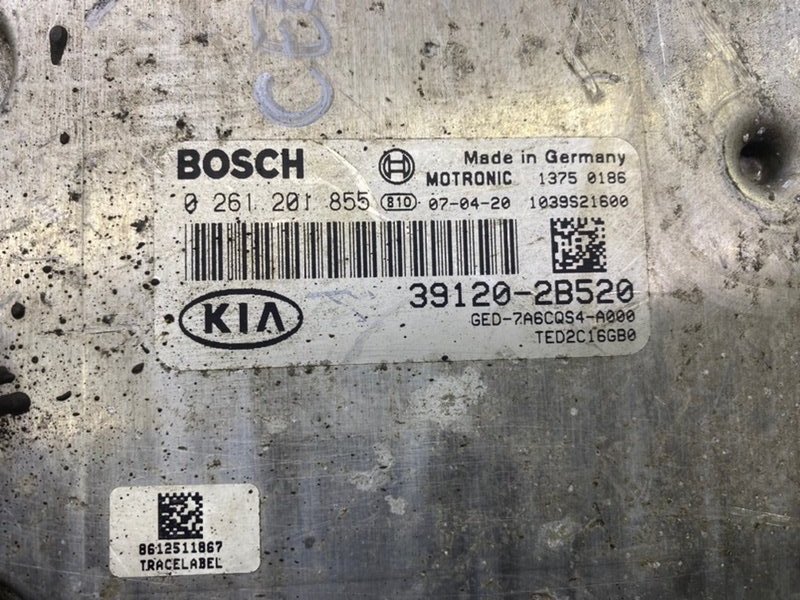 BOSCH
Made in Germany
MOTRONIC 1375 0186
0 261 201 855 B10 07-04-20 1039S21600
39120-2B520
KIA
GED-7A6CQS4-A000
TED2C16GB0
8612511867
TRACELABEL